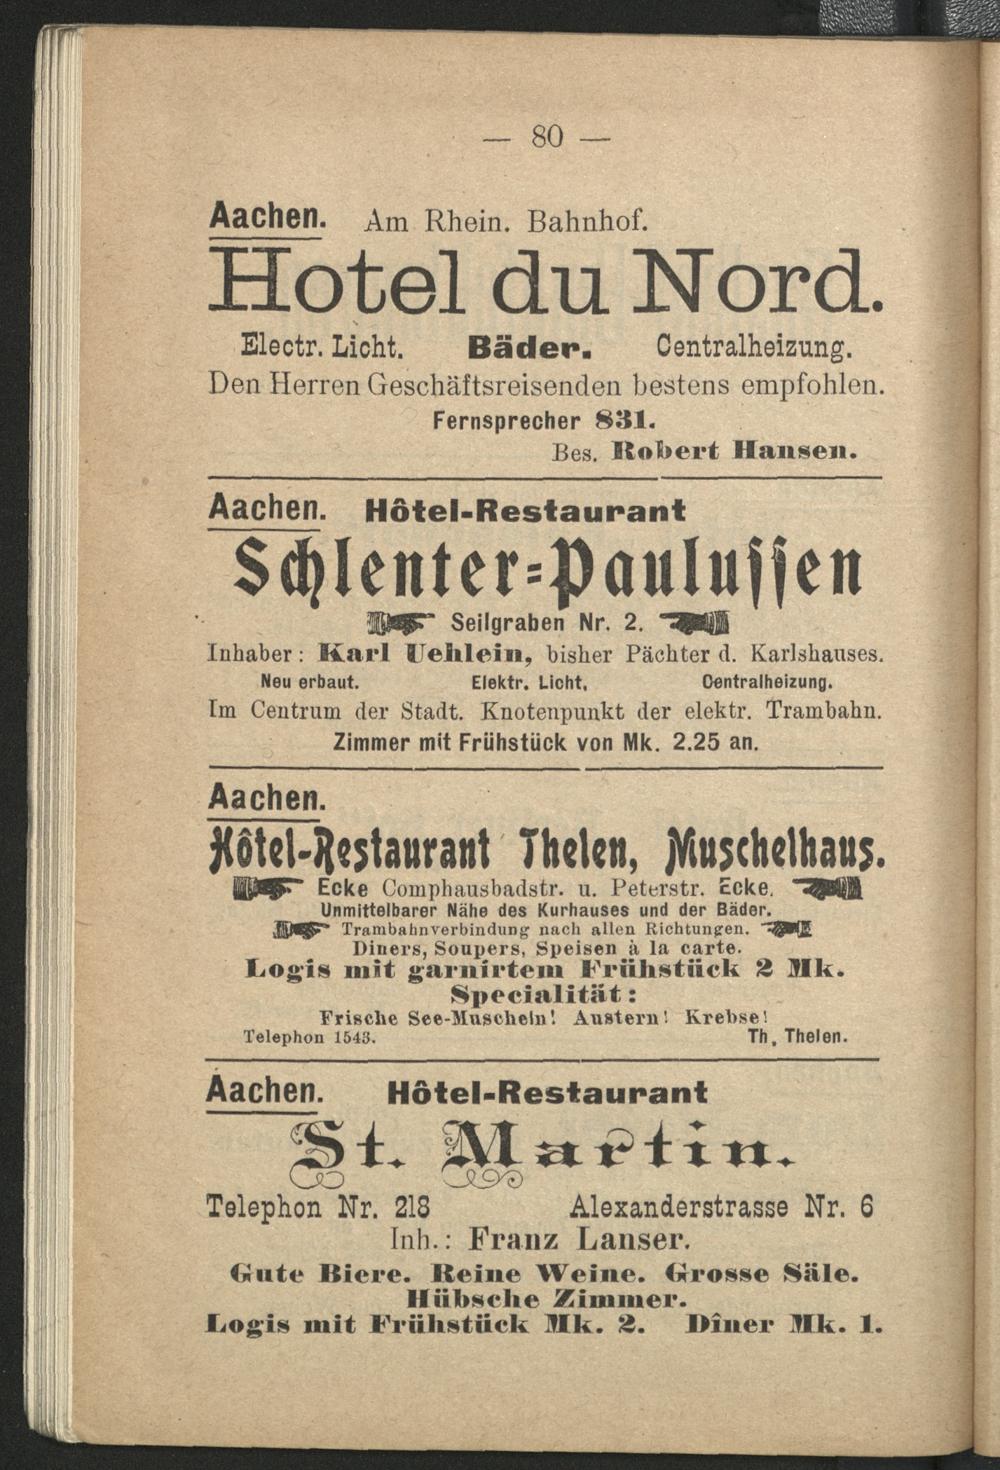 — 80 —
Aachen. Am Rhein. Bahnhof.
Hotel du Nord.
Electr. Licht. Bäder. Centralheizung.
Den Herren Geschäftsreisenden bestens empfohlen.
Fernsprecher 831.
Bes. Robert Hansen.
Aachen. Hôtel-Restaurant
Schlenter-Paulussen
Seilgraben Nr. 2.
Inhaber: Karl Uehlein, bisher Pächter d. Karlshauses.
Neu erbaut. Elektr. Licht, Centralheizung.
Im Centrum der Stadt. Knotenpunkt der elektr. Trambahn.
Zimmer mit Frühstück von Mk. 2.25 an.
Aachen.
Hôtel-Restaurant Thelen, Muschelhaus.
Ecke Comphausbadstr. u. Peterstr. Ecke.
Unmittelbarer Nähe des Kurhauses und der Bäder.
Trambahnverbindung nach allen Richtungen.
Diners, Soupers, Speisen à la carte.
Logis mit garnirtem Frühstück 2 Mk.
Specialität:
Frische See-Muscheln! Austern! Krebse!
Telephon 1543. Th. Thelen.
Aachen. Hôtel-Restaurant
St. Martin.
Telephon Nr. 218 Alexanderstrasse Nr. 6
Inh.: Franz Lanser.
Gute Biere. Reine Weine. Grosse Säle.
Hübsche Zimmer.
Logis mit Frühstück Mk. 2. Dîner Mk. 1.